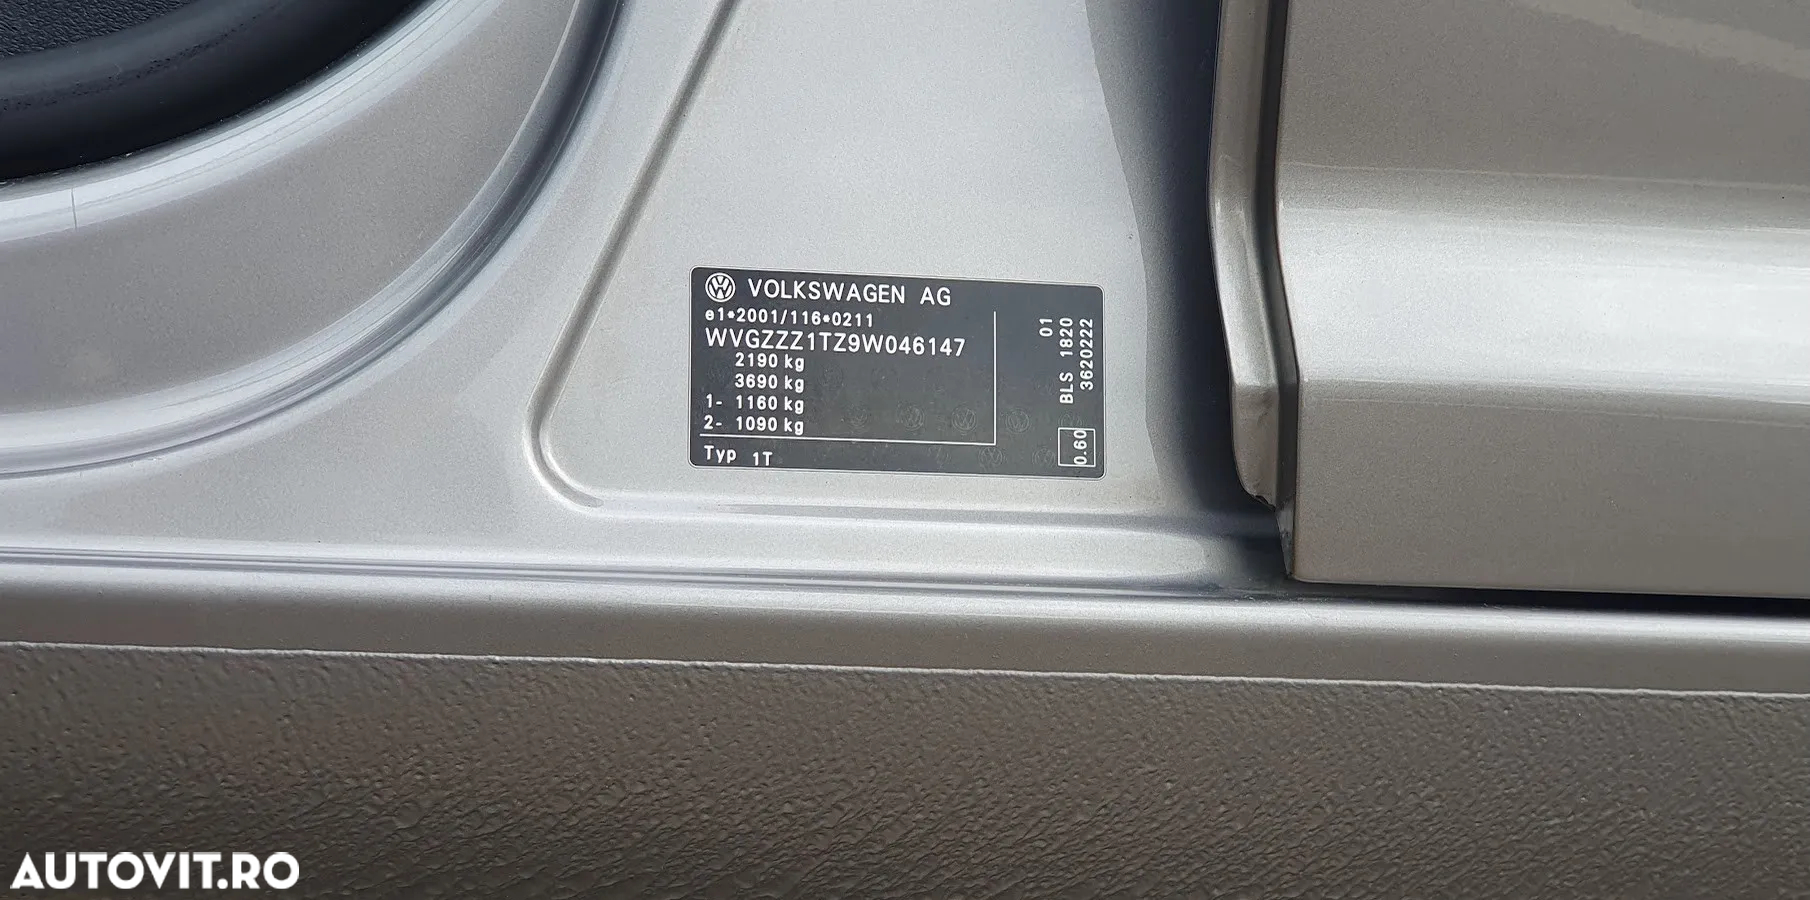 VOLKSWAGEN AG
e1*2001/116*0211
WVGZZZ1TZ9W046147
2190 kg
3690 kg
1- 1160 kg
2- 1090 kg
Typ 1T
01
BLS 1820
3620222
0.60
AUTOVIT.RO